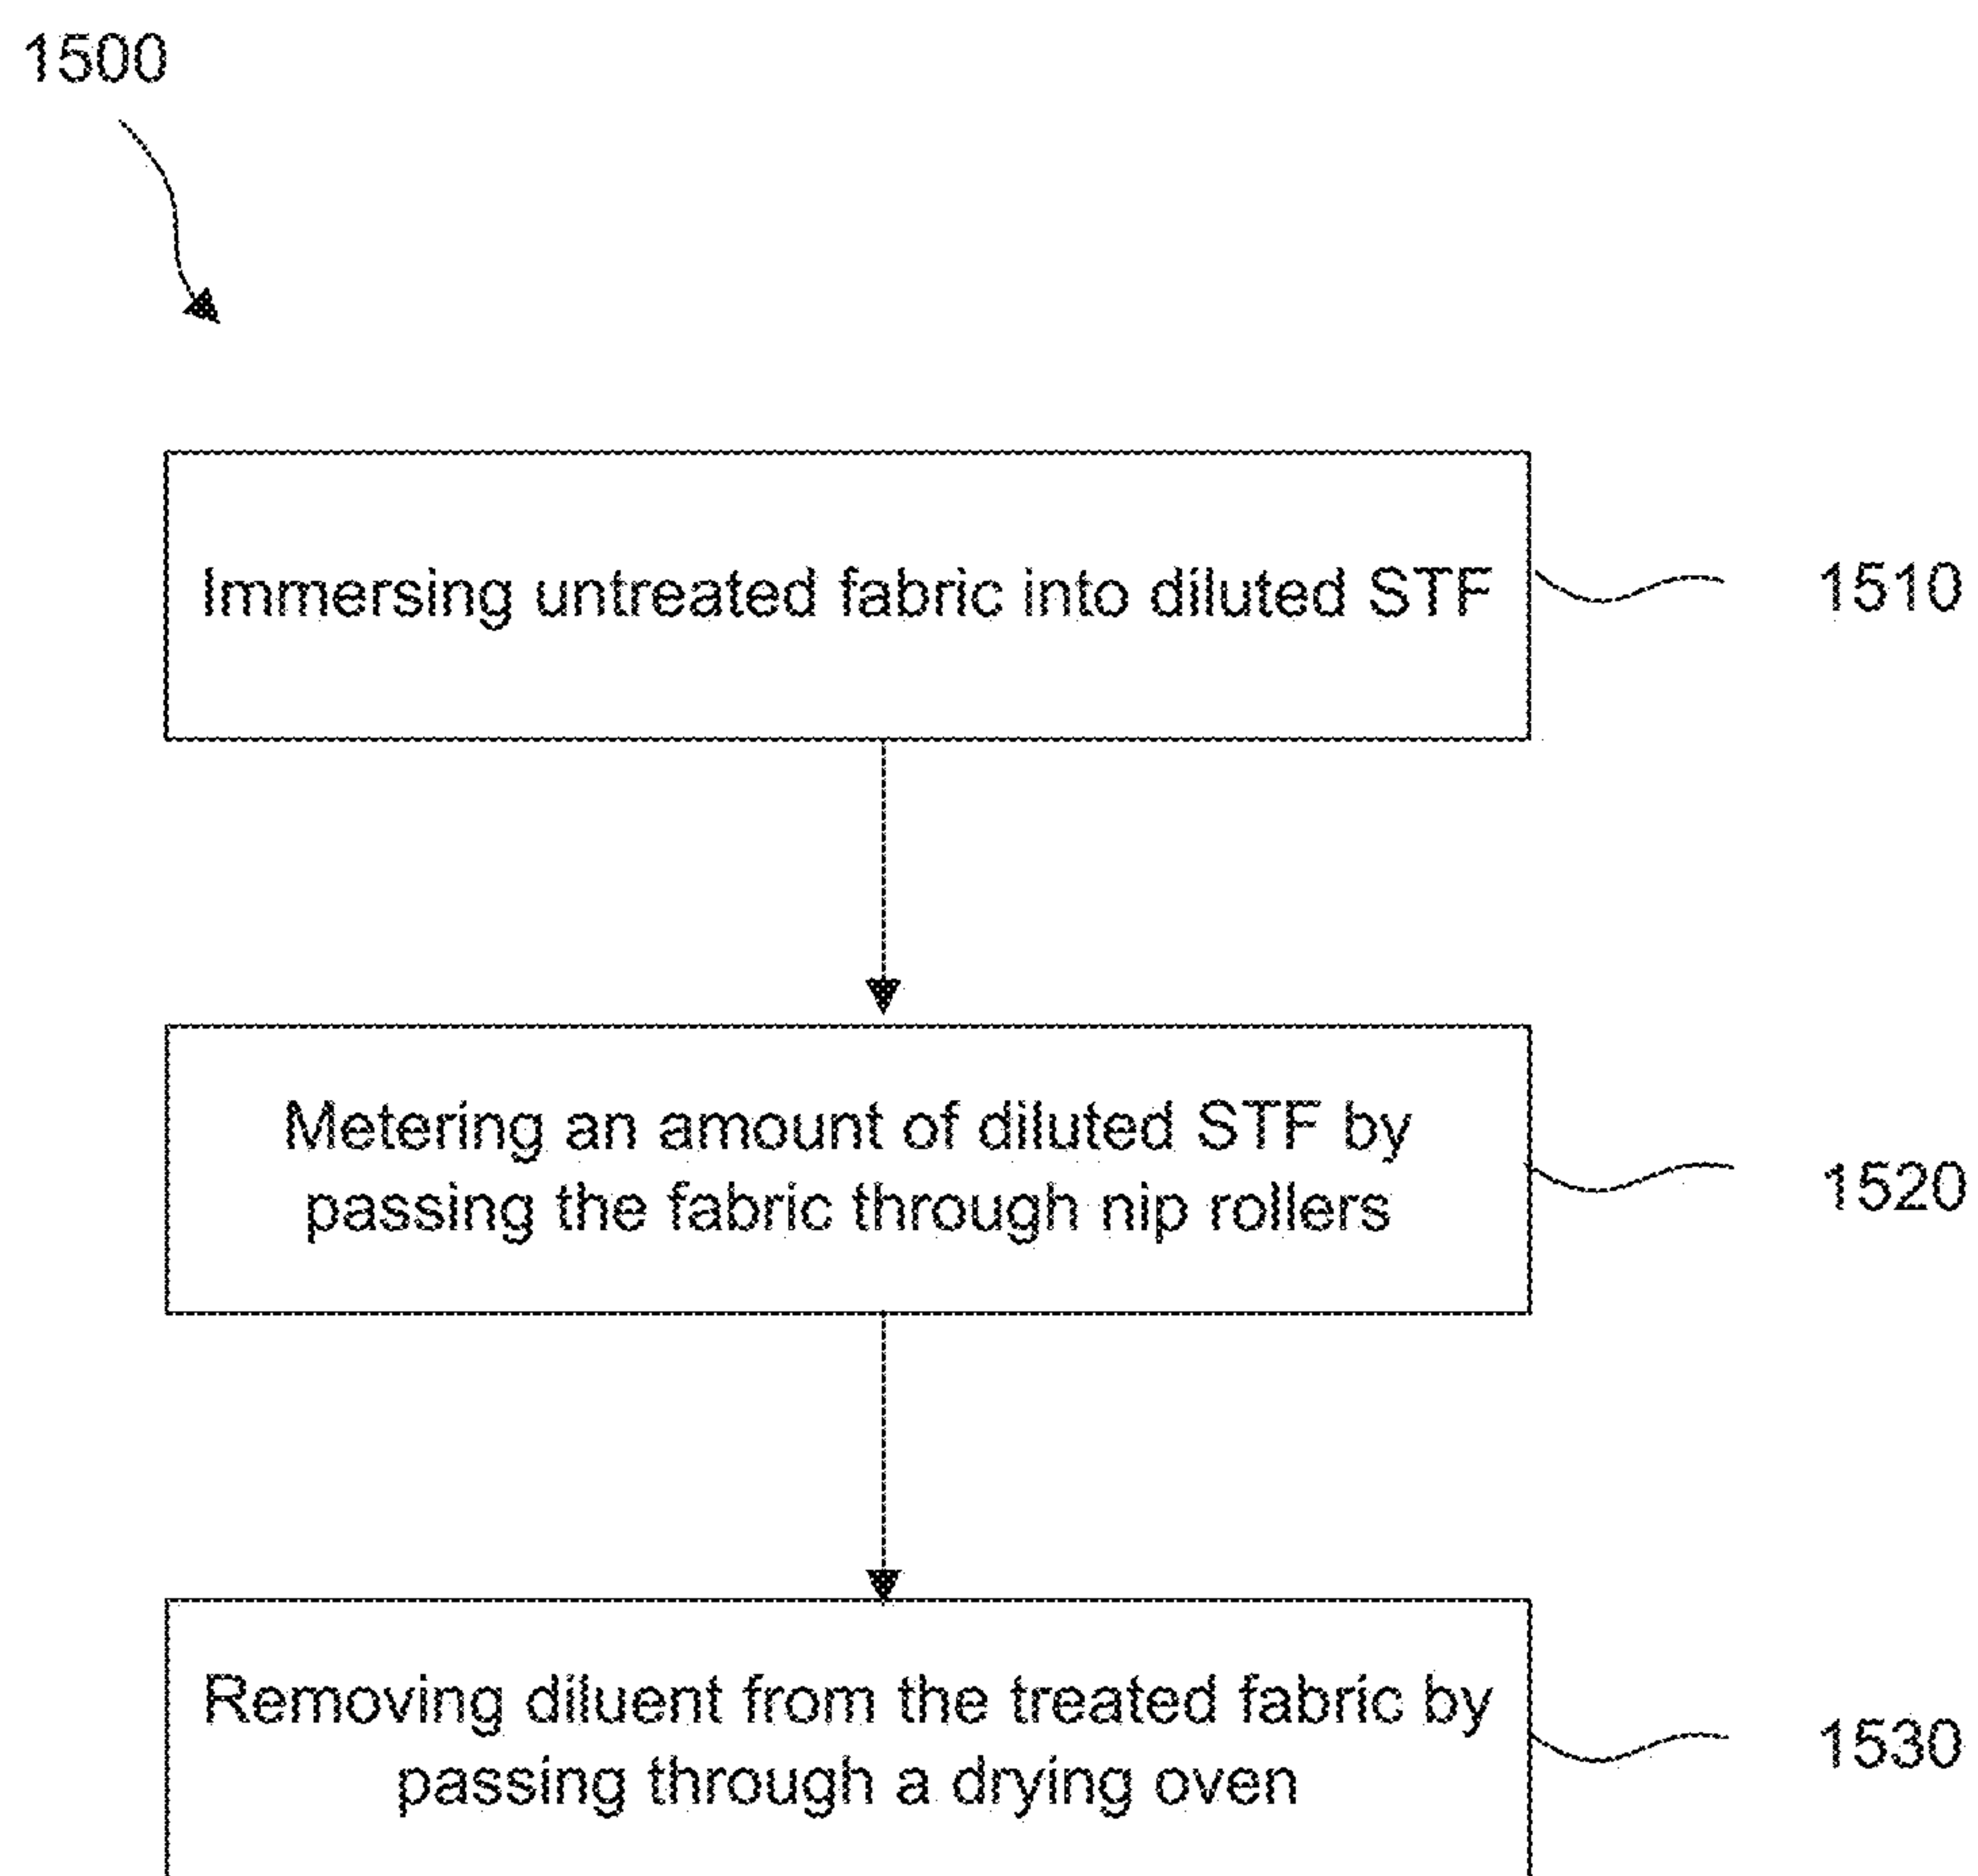 1500
Immersing untreated fabric into diluted STF
1510
Metering an amount of diluted STF by
passing the fabric through nip rollers
1520
Removing diluent from the treated fabric by
passing through a drying oven
1530